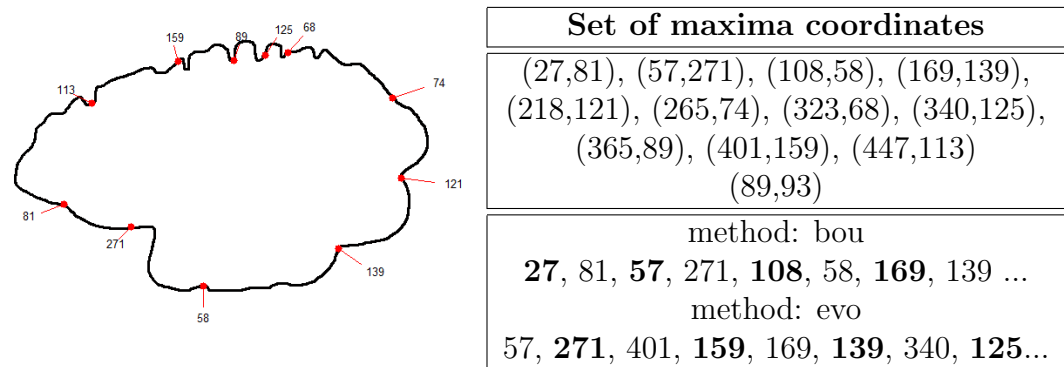 159
89
125
68
113
74
81
271
121
139
58
Set of maxima coordinates
(27,81), (57,271), (108,58), (169,139),
(218,121), (265,74), (323,68), (340,125),
(365,89), (401,159), (447,113)
(89,93)
method: bou
27, 81, 57, 271, 108, 58, 169, 139 ...
method: evo
57, 271, 401, 159, 169, 139, 340, 125...